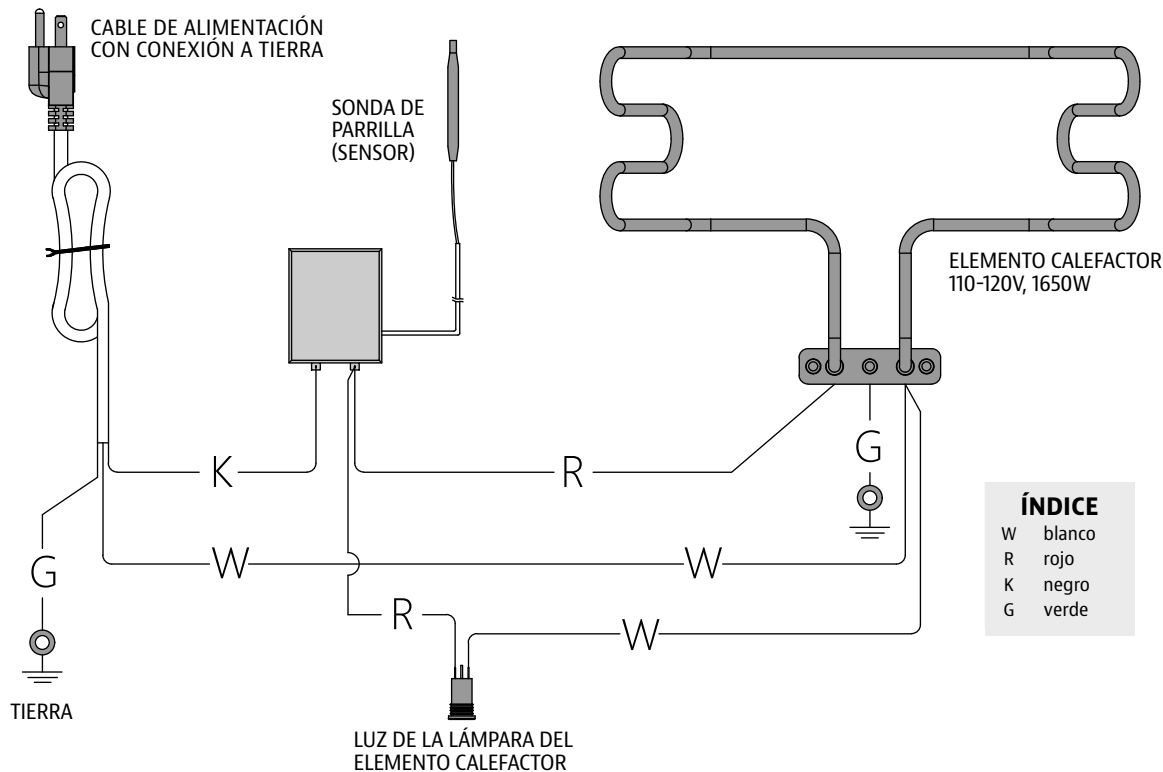 CABLE DE ALIMENTACIÓN
CON CONEXIÓN A TIERRA
SONDA DE
PARRILLA
(SENSOR)
ELEMENTO CALEFACTOR
110-120V, 1650W
G
K
R
G
W
W
G
R
W
TIERRA
LUZ DE LA LÁMPARA DEL
ELEMENTO CALEFACTOR
ÍNDICE
W blanco
R rojo
K negro
G verde